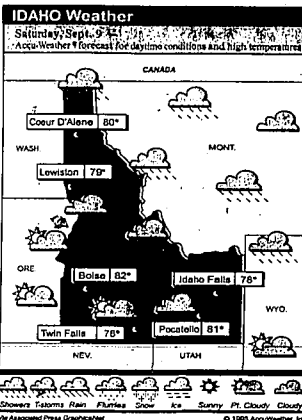 IDAHO Weather
Saturday, Sept. 9
Accu-Weather® forecast for daytime conditions and high temperatures
CANADA
Coeur D'Alene 80°
WASH.
MONT.
Lewiston 79°
ORE.
Boise 82°
Idaho Falls 78°
WYO.
Twin Falls 76°
Pocatello 81°
NEV.
UTAH
Showers T-storms Rain Flurries Snow Ice Sunny Pt. Cloudy Cloudy
Via Associated Press GraphicsNet
© 1995 Accu-Weather, Inc.